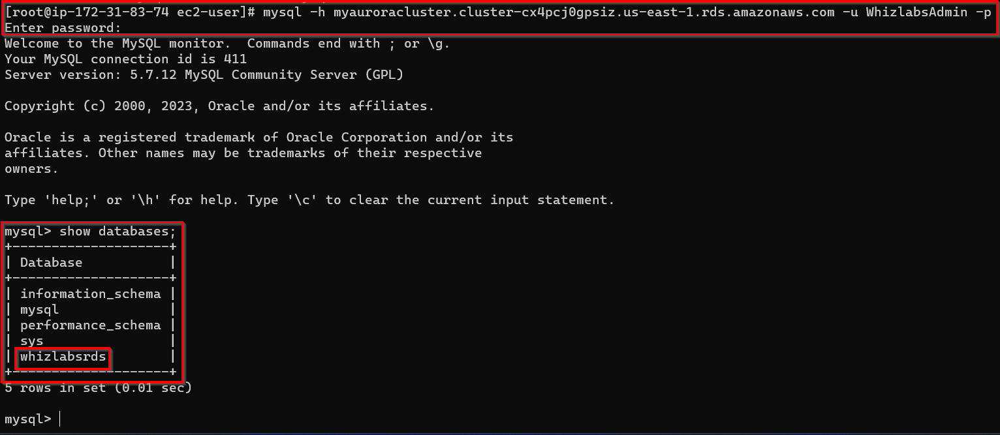 [root@ip-172-31-83-74 ec2-user]# mysql -h myauroracluster.cluster-cx4pcj0gpsiz.us-east-1.rds.amazonaws.com -u WhizlabsAdmin -p
Enter password:
Welcome to the MySQL monitor.  Commands end with ; or \g.
Your MySQL connection id is 411
Server version: 5.7.12 MySQL Community Server (GPL)
Copyright (c) 2000, 2023, Oracle and/or its affiliates.
Oracle is a registered trademark of Oracle Corporation and/or its
affiliates. Other names may be trademarks of their respective
owners.
Type 'help;' or '\h' for help. Type '\c' to clear the current input statement.
mysql> show databases;
+--------------------+
| Database           |
+--------------------+
| information_schema |
| mysql              |
| performance_schema |
| sys                |
| whizlabsrds        |
+--------------------+
5 rows in set (0.01 sec)
mysql>